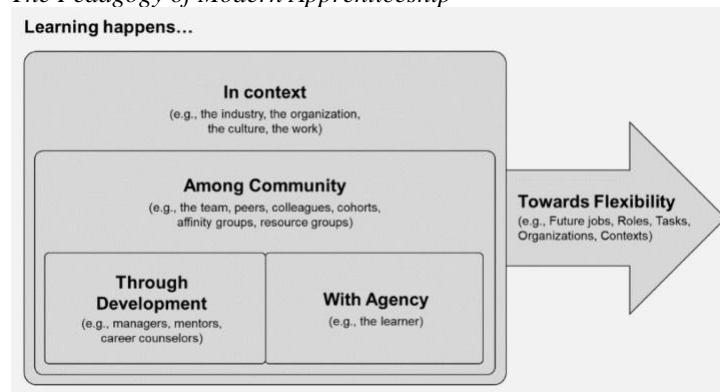 The Pedagogy of Modern Apprenticeship
Learning happens...
In context
(e.g., the industry, the organization,
the culture, the work)
Among Community
(e.g., the team, peers, colleagues, cohorts,
affinity groups, resource groups)
Through
Development
(e.g., managers, mentors,
career counselors)
With Agency
(e.g., the learner)
Towards Flexibility
(e.g., Future jobs, Roles, Tasks,
Organizations, Contexts)